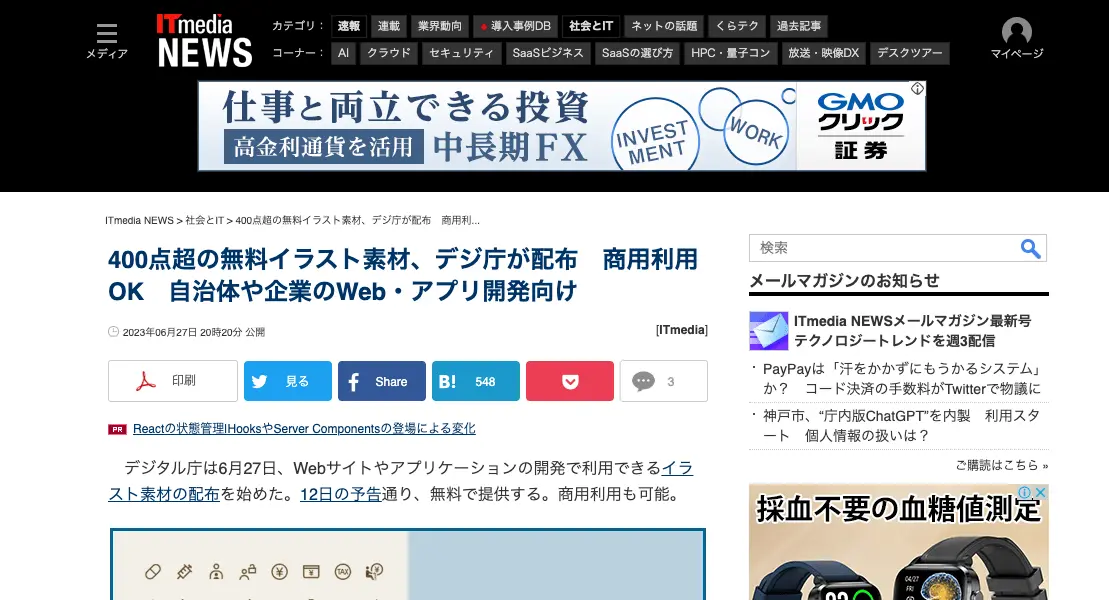 メディア
ITmedia
NEWS
カテゴリ： 速報 連載 業界動向 導入事例DB 社会とIT ネットの話題 くらテク 過去記事
コーナー： AI クラウド セキュリティ SaaSビジネス SaaSの選び方 HPC・量子コン 放送・映像DX デスクツアー
マイページ
仕事と両立できる投資
高金利通貨を活用 中長期FX
INVEST
MENT
WORK
GMO
クリック
証券
ITmedia NEWS > 社会とIT > 400点超の無料イラスト素材、デジ庁が配布　商用利...
400点超の無料イラスト素材、デジ庁が配布　商用利用
OK　自治体や企業のWeb・アプリ開発向け
2023年06月27日 20時20分 公開
[ITmedia]
印刷 見る Share B! 548 3
PR Reactの状態管理|HooksやServer Componentsの登場による変化
デジタル庁は6月27日、Webサイトやアプリケーションの開発で利用できるイラ
スト素材の配布を始めた。12日の予告通り、無料で提供する。商用利用も可能。
¥ ¥ TAX ¥
検索
メールマガジンのお知らせ
ITmedia NEWSメールマガジン最新号
テクノロジートレンドを週3配信
・PayPayは「汗をかかずにもうかるシステム」
か？　コード決済の手数料がTwitterで物議に
・神戸市、“庁内版ChatGPT”を内製　利用スタ
ート　個人情報の扱いは？
ご購読はこちら »
採血不要の血糖値測定
04/27
FRI